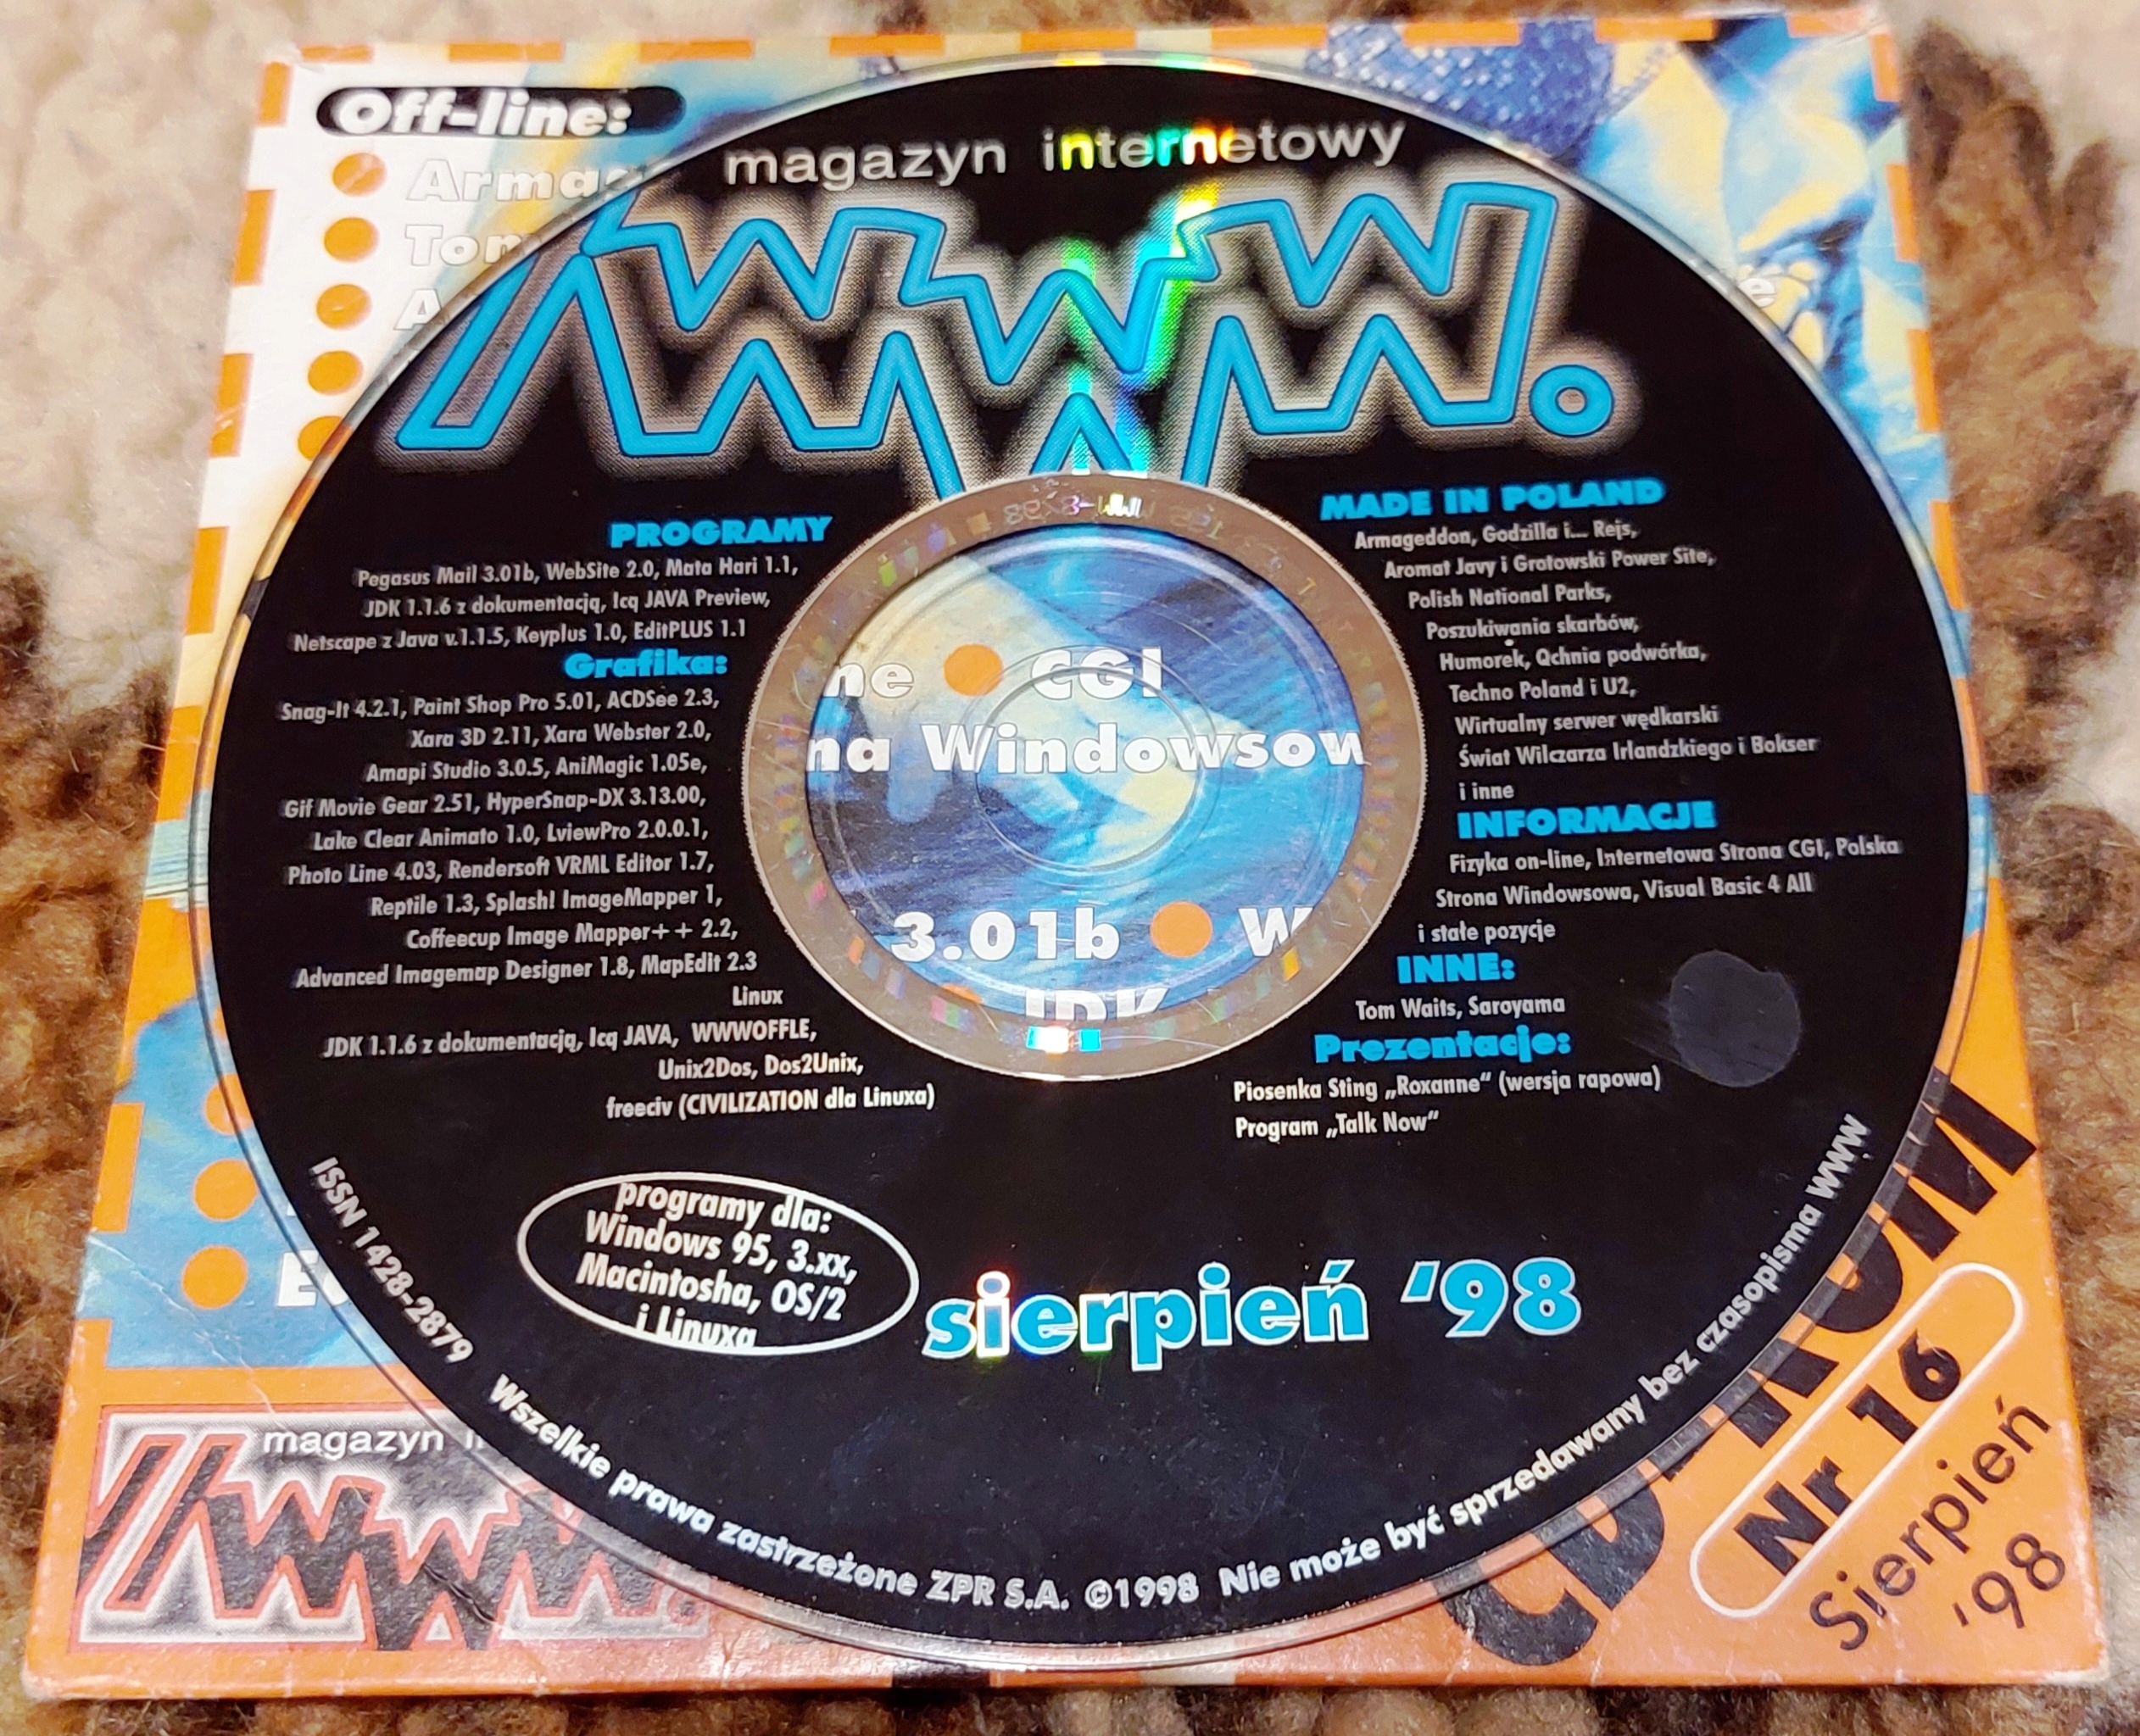 Off-line:
magazyn internetowy
WWW.
PROGRAMY
Pegasus Mail 3.01b, WebSite 2.0, Mata Hari 1.1,
JDK 1.1.6 z dokumentacją, Icq JAVA Preview,
Netscape z Java v.1.1.5, Keyplus 1.0, EditPLUS 1.1
Grafika:
Snag-It 4.2.1, Paint Shop Pro 5.01, ACDSee 2.3,
Xara 3D 2.11, Xara Webster 2.0,
Amapi Studio 3.0.5, AniMagic 1.05e,
Gif Movie Gear 2.51, HyperSnap-DX 3.13.00,
Lake Clear Animato 1.0, LviewPro 2.0.0.1,
Photo Line 4.03, Rendersoft VRML Editor 1.7,
Reptile 1.3, Splash! ImageMapper 1,
Coffeecup Image Mapper++ 2.2,
Advanced Imagemap Designer 1.8, MapEdit 2.3
Linux
JDK 1.1.6 z dokumentacją, Icq JAVA, WWWOFFLE,
Unix2Dos, Dos2Unix,
freeciv (CIVILIZATION dla Linuxa)
ne CGI
na Windowsow
3.01b W
JDK
MADE IN POLAND
Armageddon, Godzilla i... Rejs,
Aromat Javy i Grotowski Power Site,
Polish National Parks,
Poszukiwania skarbów,
Humorek, Qchnia podwórka,
Techno Poland i U2,
Wirtualny serwer wędkarski
Świat Wilczarza Irlandzkiego i Bokser
i inne
INFORMACJE
Fizyka on-line, Internetowa Strona CGI, Polska
Strona Windowsowa, Visual Basic 4 All
i stałe pozycje
INNE:
Tom Waits, Saroyama
Prezentacje:
Piosenka Sting „Roxanne“ (wersja rapowa)
Program „Talk Now“
programy dla:
Windows 95, 3.xx,
Macintosha, OS/2
i Linuxa
sierpień '98
ISSN 1428-2879 Wszelkie prawa zastrzeżone ZPR S.A. ©1998 Nie może być sprzedawany bez czasopisma WWW
magazyn
WWW.
CD-ROM
Nr 16
Sierpień
'98